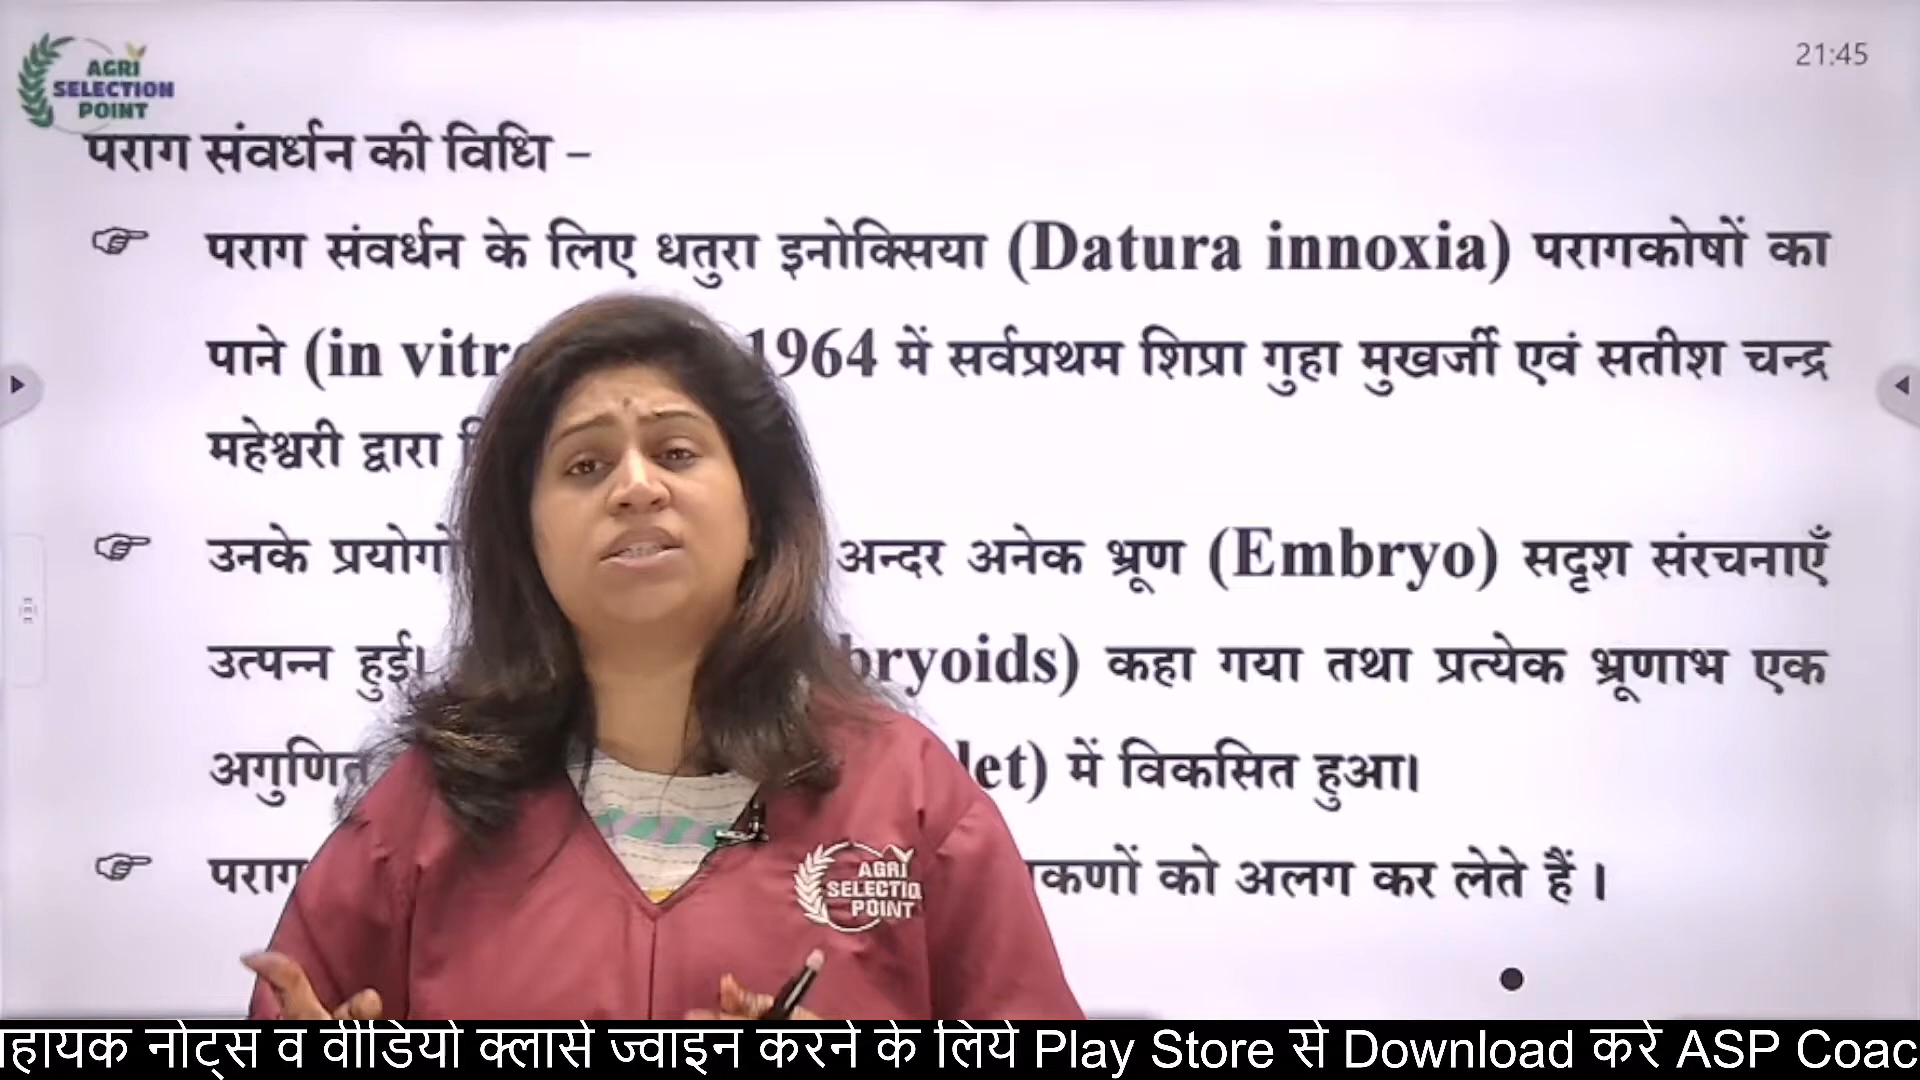 AGRI
SELECTION
POINT
21:45
पराग संवर्धन की विधि –
पराग संवर्धन के लिए धतुरा इनोक्सिया (Datura innoxia) परागकोषों का
पाने (in vitr 1964 में सर्वप्रथम शिप्रा गुहा मुखर्जी एवं सतीश चन्द्र
महेश्वरी द्वारा
उनके प्रयोगो अन्दर अनेक भ्रूण (Embryo) सदृश संरचनाएँ
उत्पन्न हुई। bryoids) कहा गया तथा प्रत्येक भ्रूणाभ एक
अगुणित let) में विकसित हुआ।
पराग कणों को अलग कर लेते हैं ।
AGRI
SELECTIO
POINT
हायक नोट्स व वीडियो क्लासे ज्वाइन करने के लिये Play Store से Download करे ASP Coac